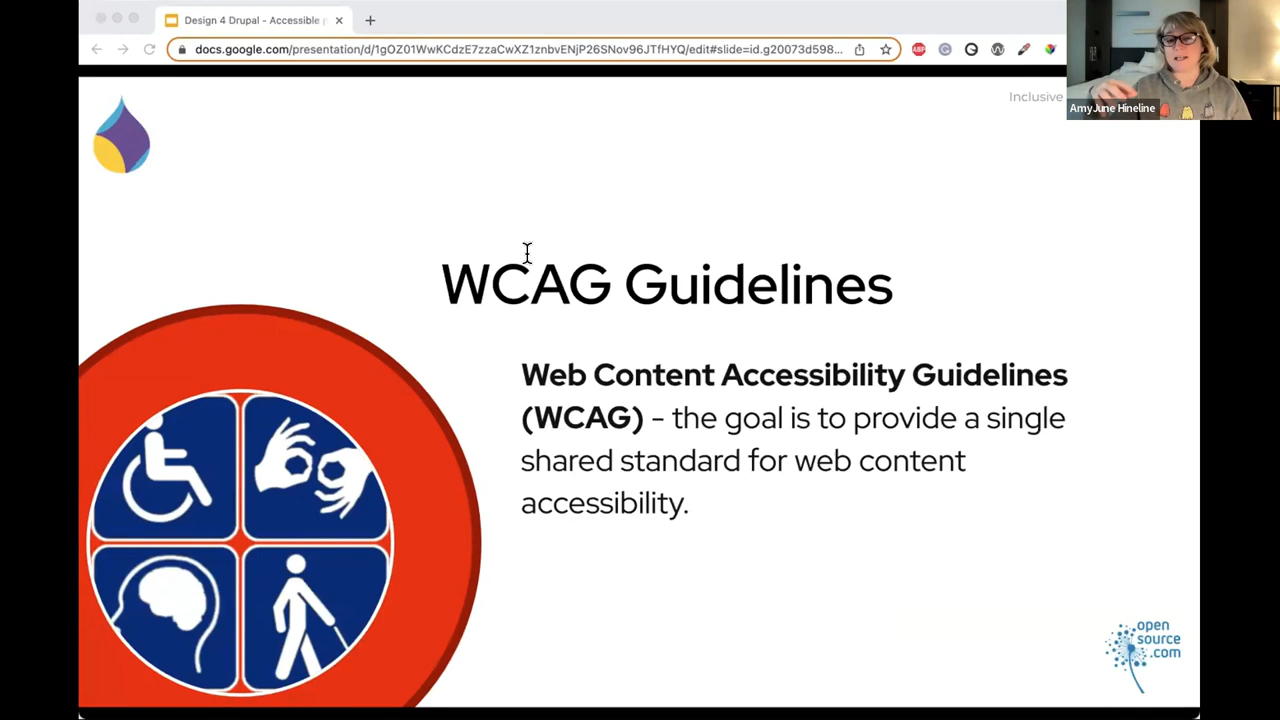 Design 4 Drupal - Accessible
docs.google.com/presentation/d/1gOZ01WwKCdzE7zzaCwXZ1znbvENjP26SNov96JTfHYQ/edit#slide=id.g20073d598...
ABP
Inclusive
AmyJune Hineline
WCAG Guidelines
Web Content Accessibility Guidelines
(WCAG) - the goal is to provide a single
shared standard for web content
accessibility.
open
source
.com